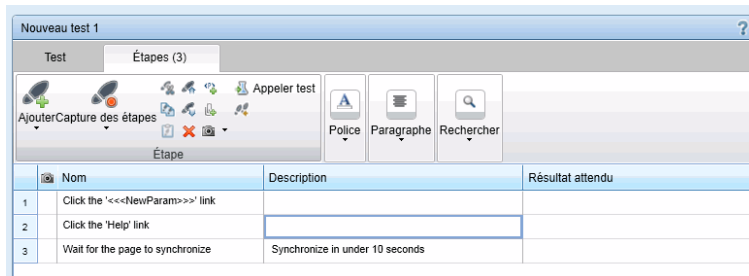 Nouveau test 1 ?
Test Étapes (3)
Appeler test
Ajouter Capture des étapes
A
Police Paragraphe Rechercher
Étape
Nom Description Résultat attendu
1 Click the '<<<NewParam>>>' link
2 Click the 'Help' link
3 Wait for the page to synchronize Synchronize in under 10 seconds